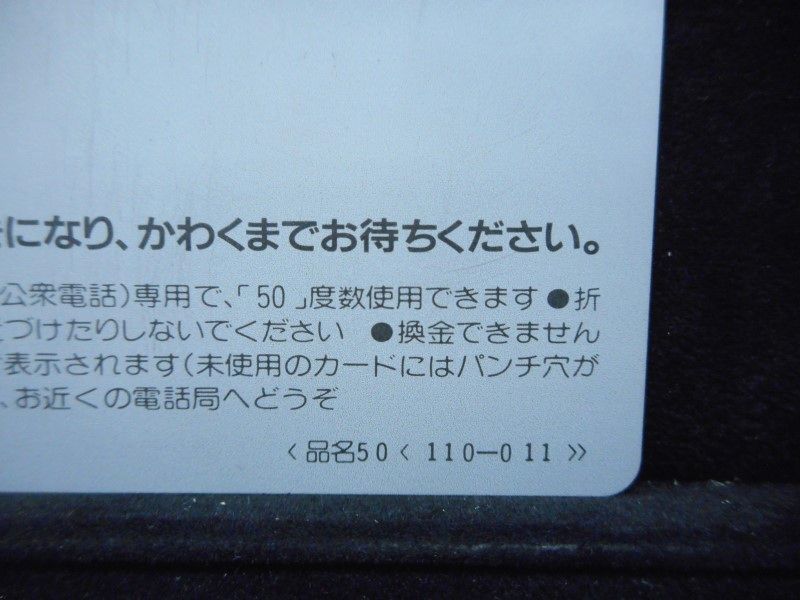 になり、かわくまでお待ちください。
公衆電話)専用で、「50」度数使用できます ●折
づけたりしないでください ●換金できません
表示されます(未使用のカードにはパンチ穴が
、お近くの電話局へどうぞ
〈品名50〈 110―011 》